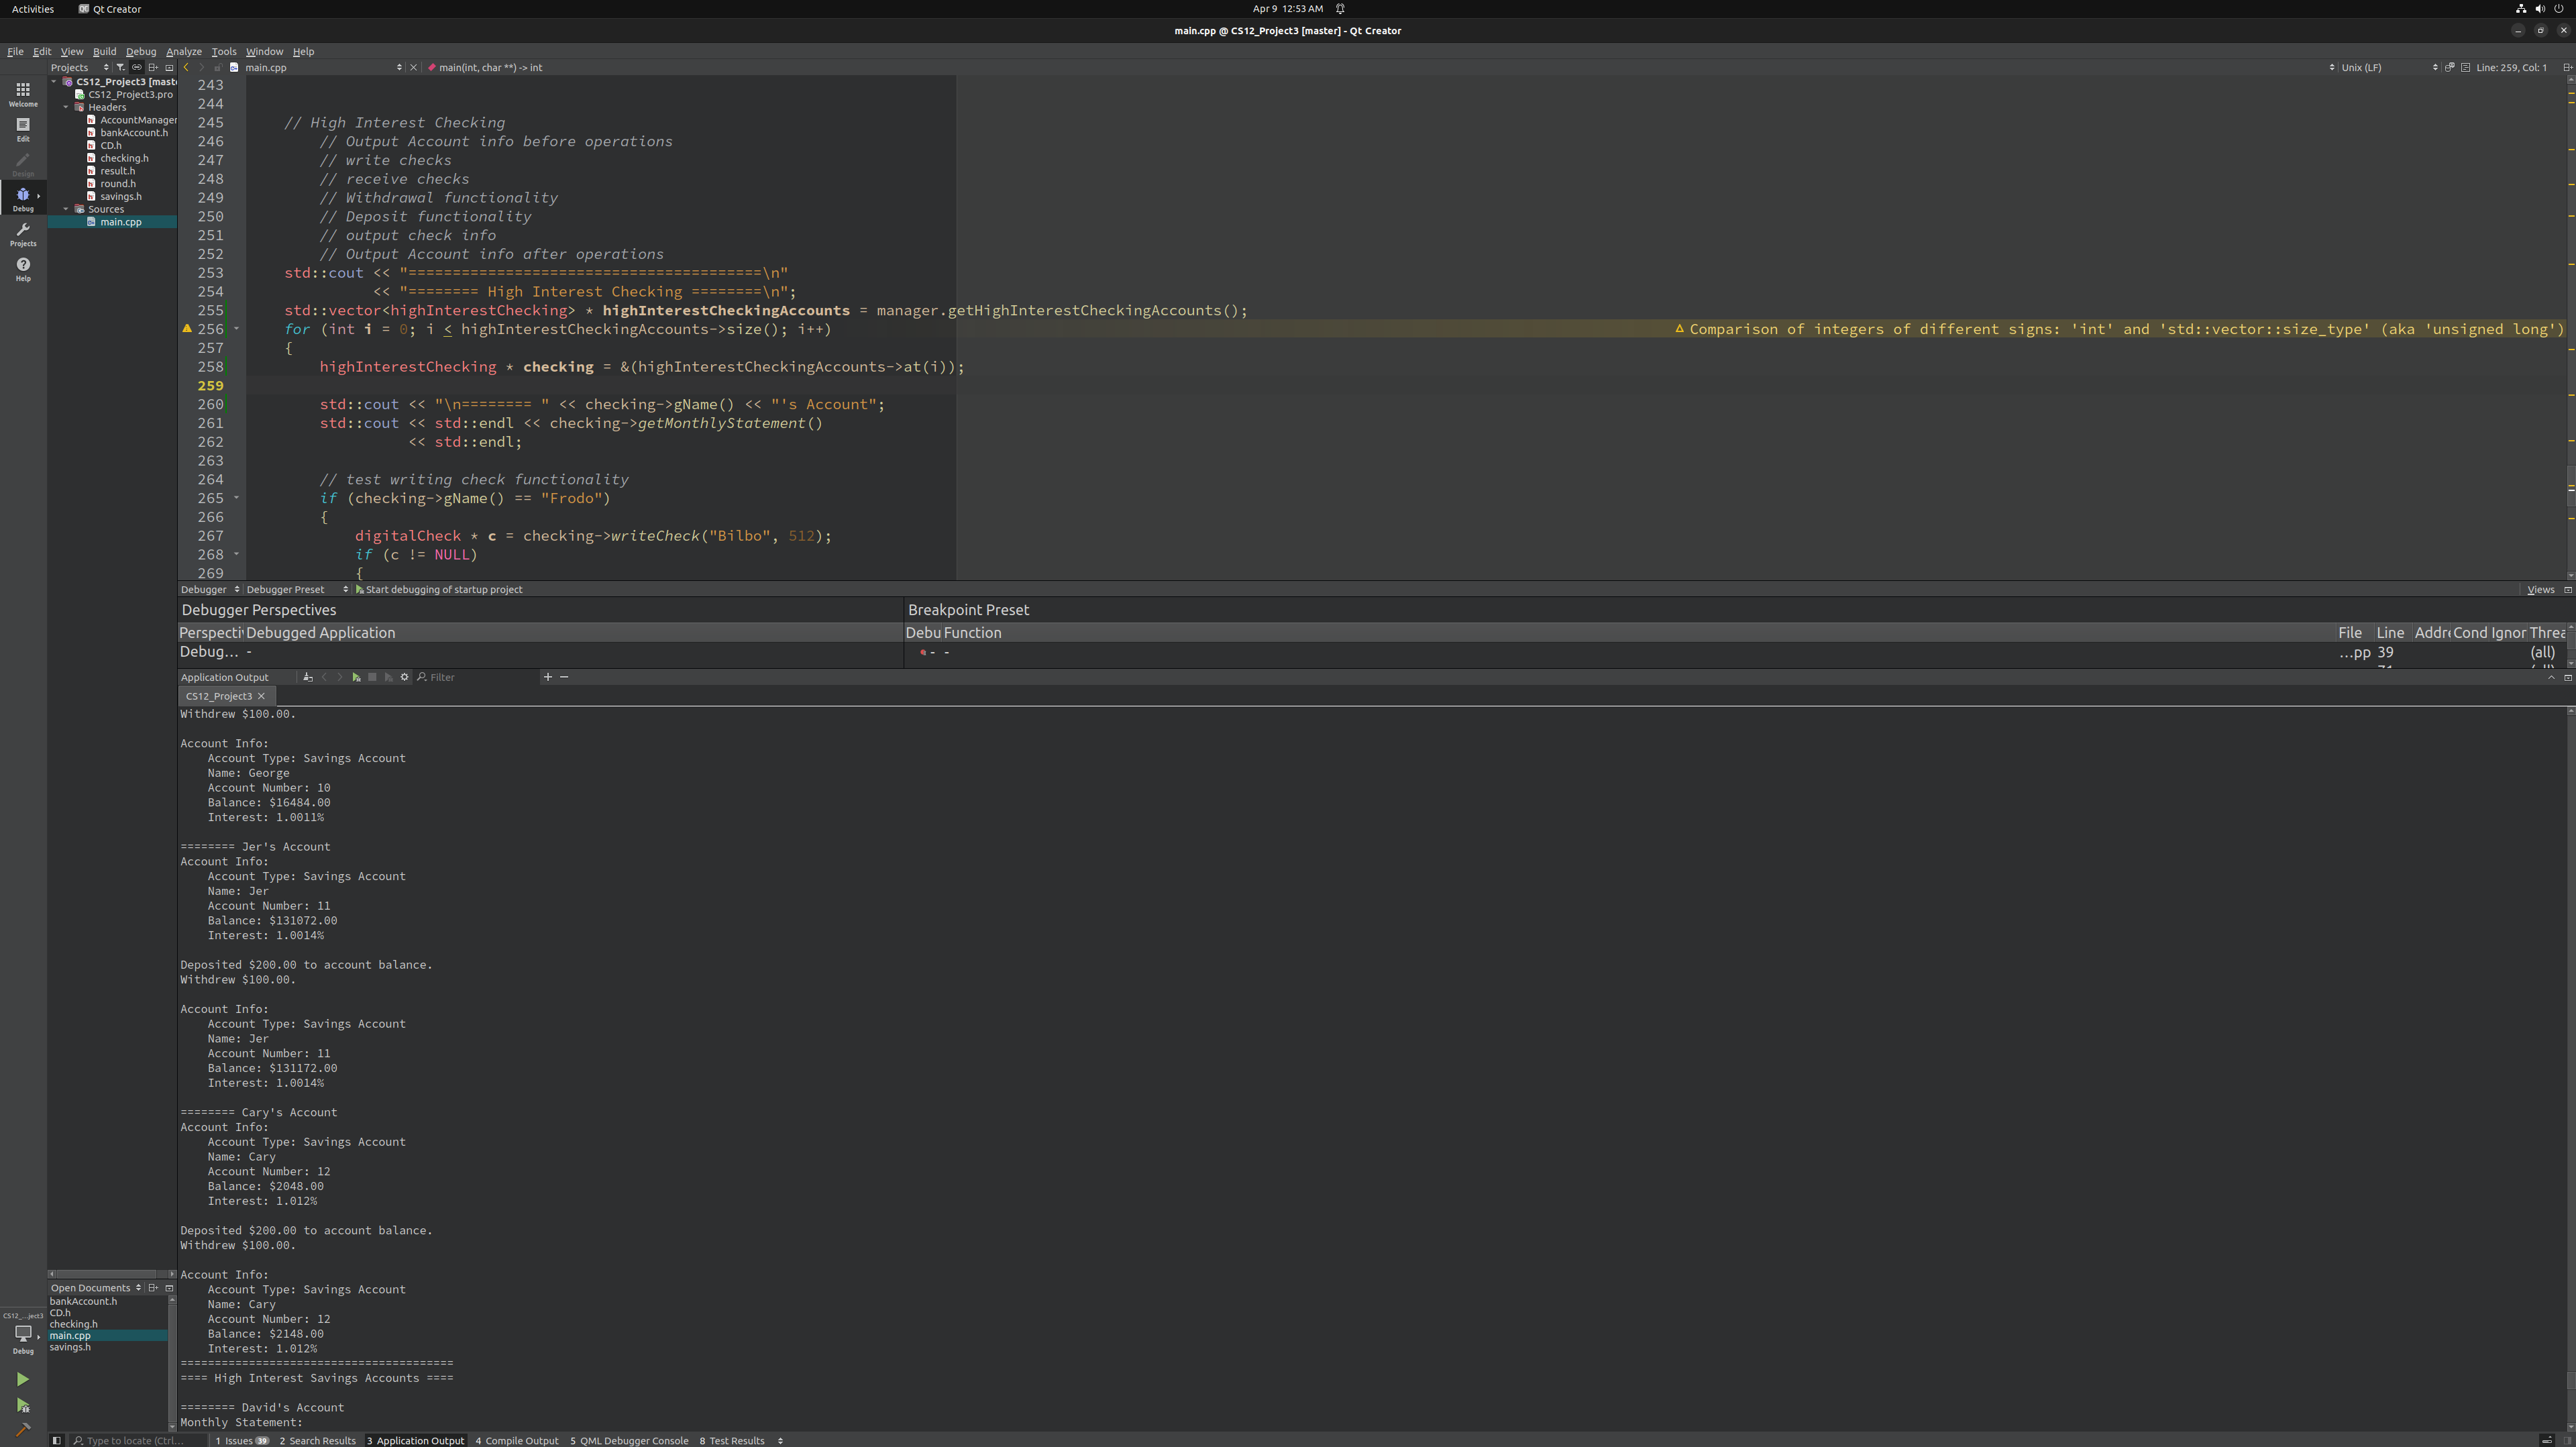 Activities Qt Creator Apr 9 12:53 AM
main.cpp @ CS12_Project3 [master] - Qt Creator
File Edit View Build Debug Analyze Tools Window Help
Projects main.cpp main(int, char **) -> int Unix (LF) Line: 259, Col: 1
Welcome
Edit
Design
Debug
Projects
Help
CS12_Project3 [maste
CS12_Project3.pro
Headers
AccountManager
bankAccount.h
CD.h
checking.h
result.h
round.h
savings.h
Sources
main.cpp
243
244
245 // High Interest Checking
246 // Output Account info before operations
247 // write checks
248 // receive checks
249 // Withdrawal functionality
250 // Deposit functionality
251 // output check info
252 // Output Account info after operations
253 std::cout << "========================================\n"
254 << "======== High Interest Checking ========\n";
255 std::vector<highInterestChecking> * highInterestCheckingAccounts = manager.getHighInterestCheckingAccounts();
256 for (int i = 0; i < highInterestCheckingAccounts->size(); i++) Comparison of integers of different signs: 'int' and 'std::vector::size_type' (aka 'unsigned long')
257 {
258 highInterestChecking * checking = &(highInterestCheckingAccounts->at(i));
259
260 std::cout << "\n======== " << checking->gName() << "'s Account";
261 std::cout << std::endl << checking->getMonthlyStatement()
262 << std::endl;
263
264 // test writing check functionality
265 if (checking->gName() == "Frodo")
266 {
267 digitalCheck * c = checking->writeCheck("Bilbo", 512);
268 if (c != NULL)
269 {
Debugger Debugger Preset Start debugging of startup project Views
Debugger Perspectives Breakpoint Preset
Perspecti Debugged Application Debu Function File Line Addre Cond Ignor Threa
Debug... - - - ...pp 39 (all)
Application Output Filter + −
CS12_Project3
Withdrew $100.00.
Account Info:
Account Type: Savings Account
Name: George
Account Number: 10
Balance: $16484.00
Interest: 1.0011%
======== Jer's Account
Account Info:
Account Type: Savings Account
Name: Jer
Account Number: 11
Balance: $131072.00
Interest: 1.0014%
Deposited $200.00 to account balance.
Withdrew $100.00.
Account Info:
Account Type: Savings Account
Name: Jer
Account Number: 11
Balance: $131172.00
Interest: 1.0014%
======== Cary's Account
Account Info:
Account Type: Savings Account
Name: Cary
Account Number: 12
Balance: $2048.00
Interest: 1.012%
Deposited $200.00 to account balance.
Withdrew $100.00.
Account Info:
Account Type: Savings Account
Name: Cary
Account Number: 12
Balance: $2148.00
Interest: 1.012%
========================================
==== High Interest Savings Accounts ====
======== David's Account
Monthly Statement:
Open Documents
bankAccount.h
CD.h
checking.h
main.cpp
savings.h
CS12_...ject3
Debug
Type to locate (Ctrl... 1 Issues 39 2 Search Results 3 Application Output 4 Compile Output 5 QML Debugger Console 8 Test Results